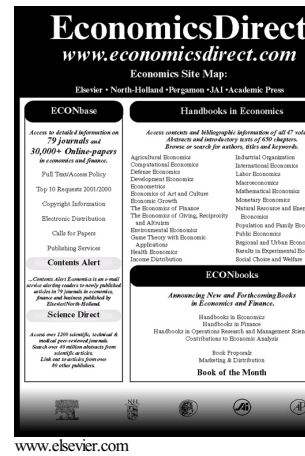 EconomicsDirect
www.economicsdirect.com
Economics Site Map:
Elsevier • North-Holland •Pergamon •JAI •Academic Press
ECONbase
Access to detailed information on
79 journals and
30,000+ Online-papers
in economics and finance.
Full Text/Access Policy
Top 10 Requests 2001/2000
Copyright Information
Electronic Distribution
Calls for Papers
Publishing Services
Contents Alert
...Contents Alert Economics is an e-mail
service alerting readers to newly published
articles in 79 journals in economics,
finance and business published by
Elsevier/North-Holland.
Science Direct
Access over 1200 scientific, technical &
medical peer-reviewed journals.
Search over 40 million abstracts from
scientific articles.
Link out to articles from over
80 other publishers.
Handbooks in Economics
Access contents and bibliographic information of all 47 vol
Abstracts and introductory texts of 650 chapters.
Browse or search for authors, titles and keywords.
Agricultural Economics
Computational Economics
Defense Economics
Development Economics
Econometrics
Economics of Art and Culture
Economic Growth
The Economics of Finance
The Economics of Giving, Reciprocity
and Altruism
Environmental Economics
Game Theory with Economic
Applications
Health Economics
Income Distribution
Industrial Organization
International Economics
Labor Economics
Macroeconomics
Mathematical Economics
Monetary Economics
Natural Resource and Ener
Economics
Population and Family Eco
Public Economics
Regional and Urban Econo
Results in Experimental Ec
Social Choice and Welfare
ECONbooks
Announcing New and Forthcoming Books
in Economics and Finance.
Handbooks in Economics
Handbooks in Finance
Handbooks in Operations Research and Management Scien
Contributions to Economic Analysis
Book Proposals
Marketing & Distribution
Book of the Month
JAI
www.elsevier.com